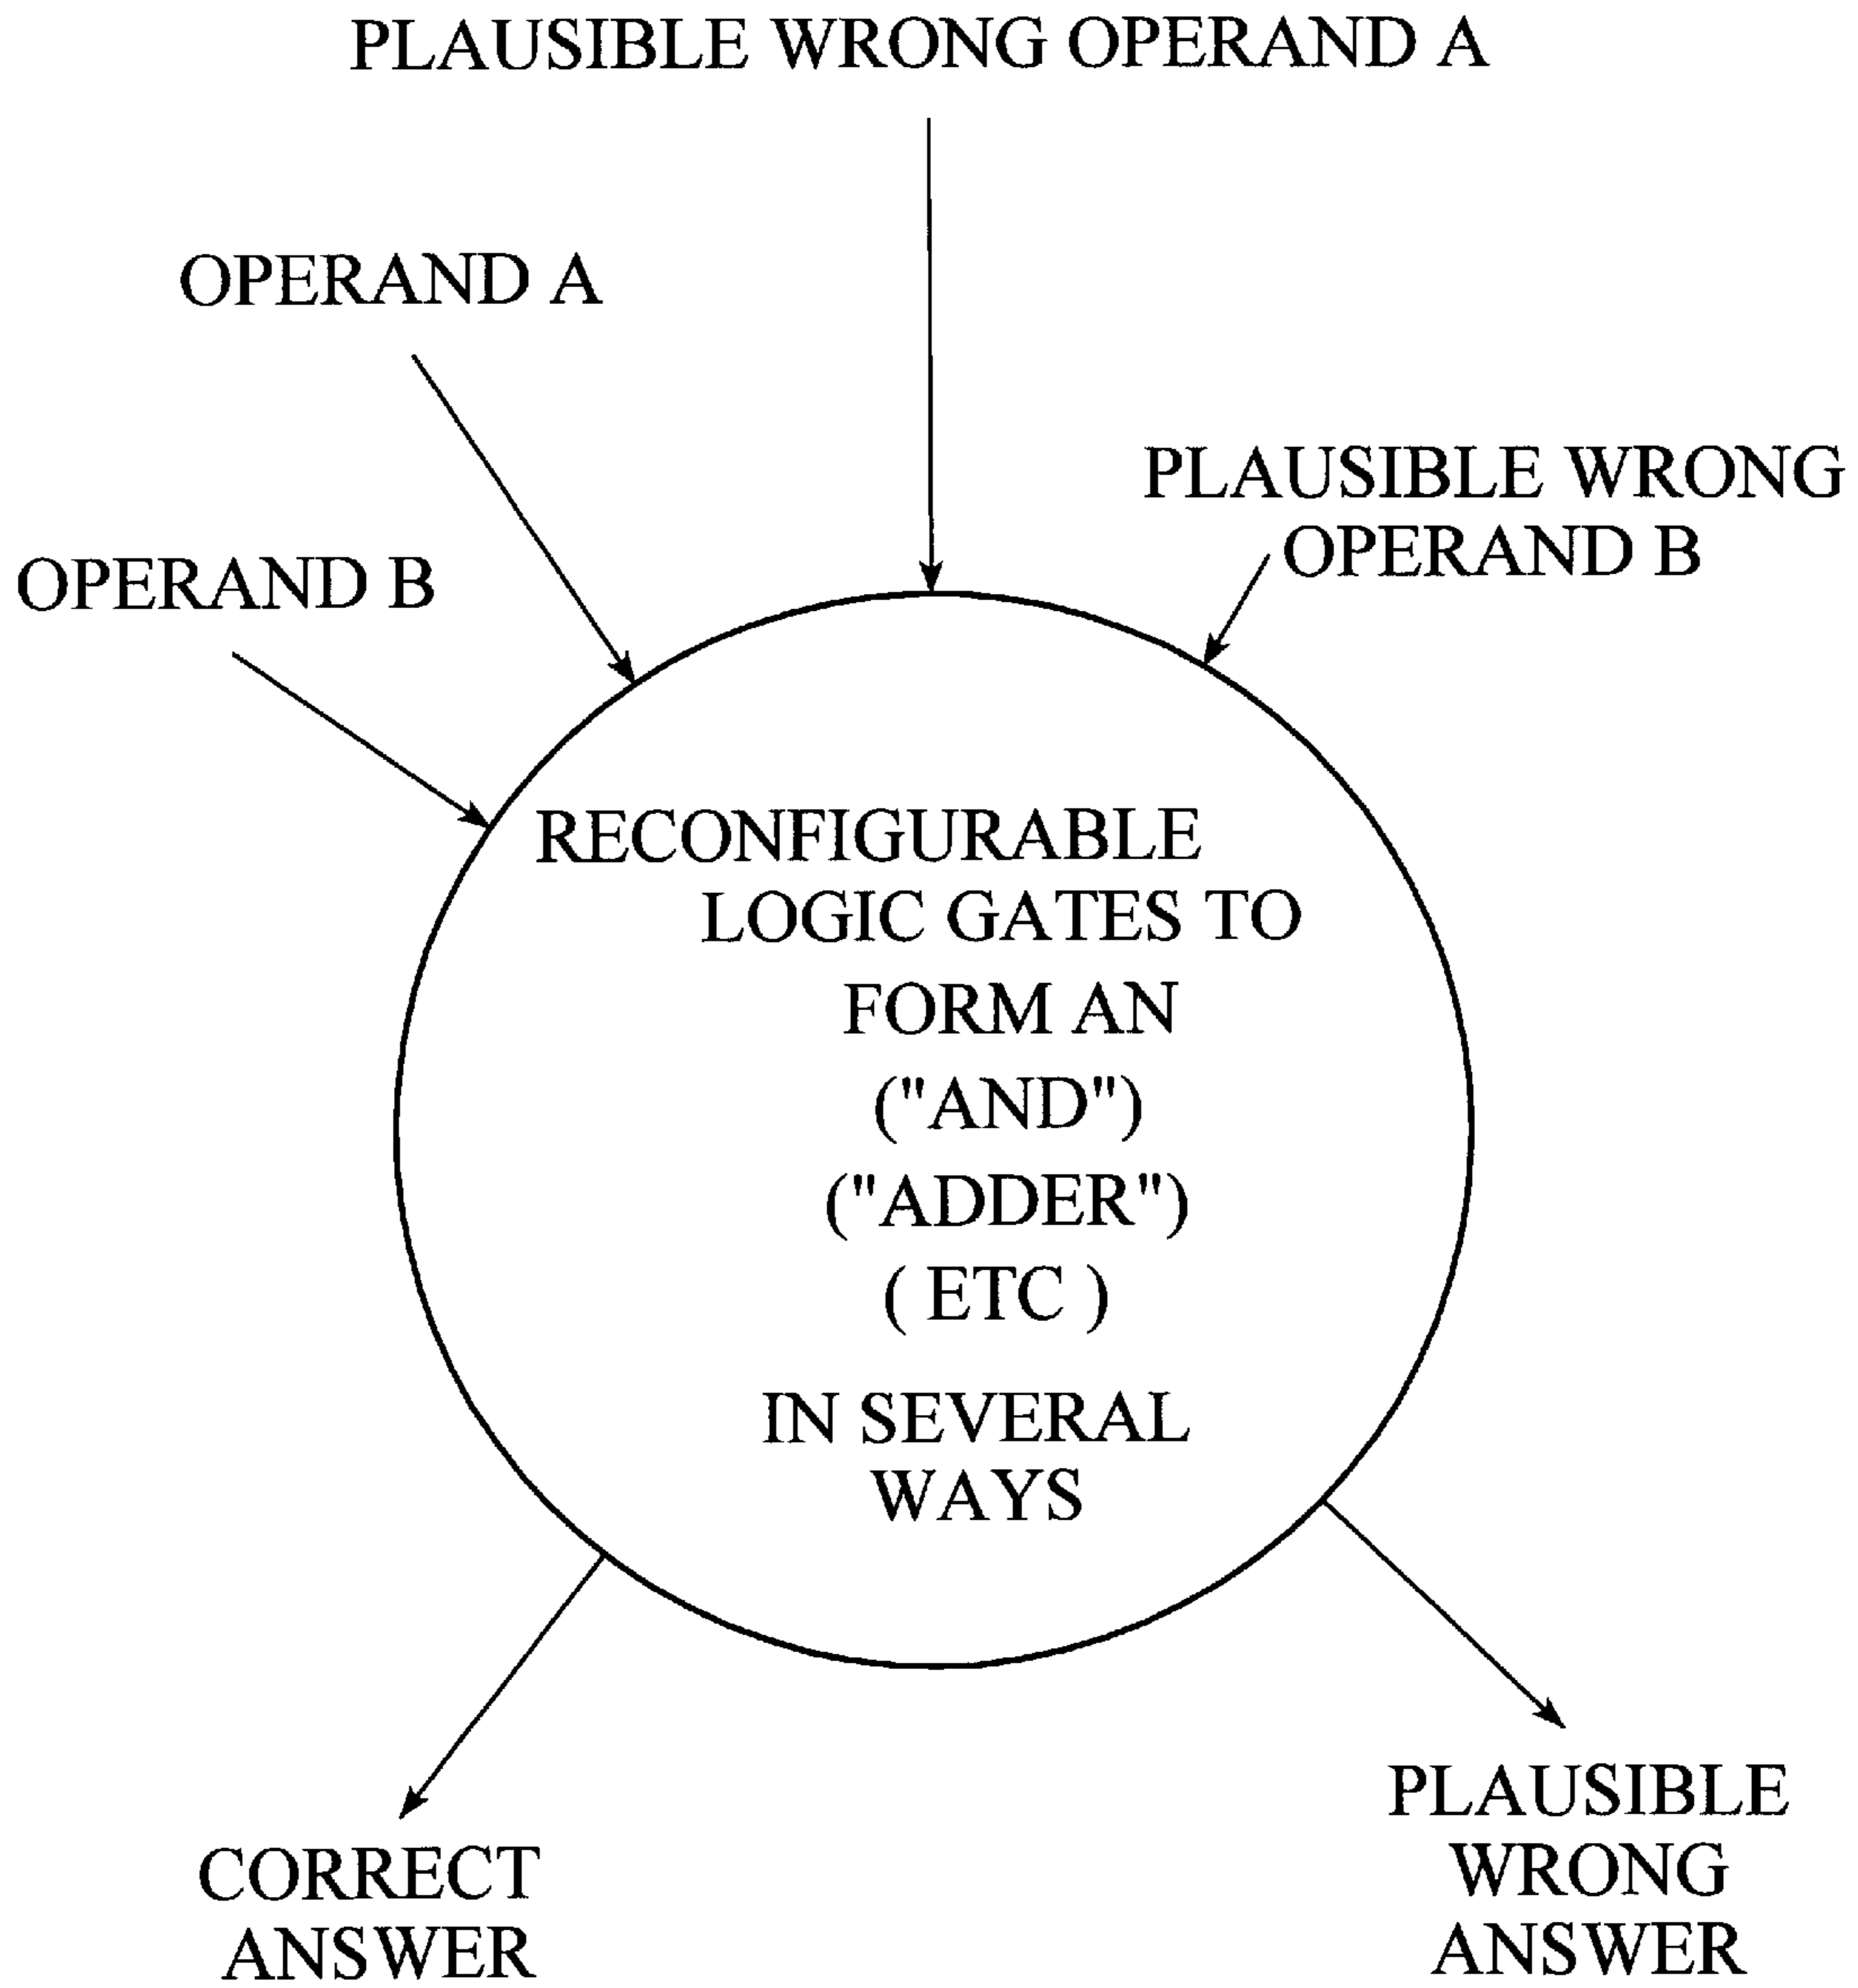 PLAUSIBLE WRONG OPERAND A
OPERAND A
PLAUSIBLE WRONG
OPERAND B
OPERAND B
RECONFIGURABLE
LOGIC GATES TO
FORM AN
("AND")
("ADDER")
( ETC )
IN SEVERAL
WAYS
CORRECT
ANSWER
PLAUSIBLE
WRONG
ANSWER